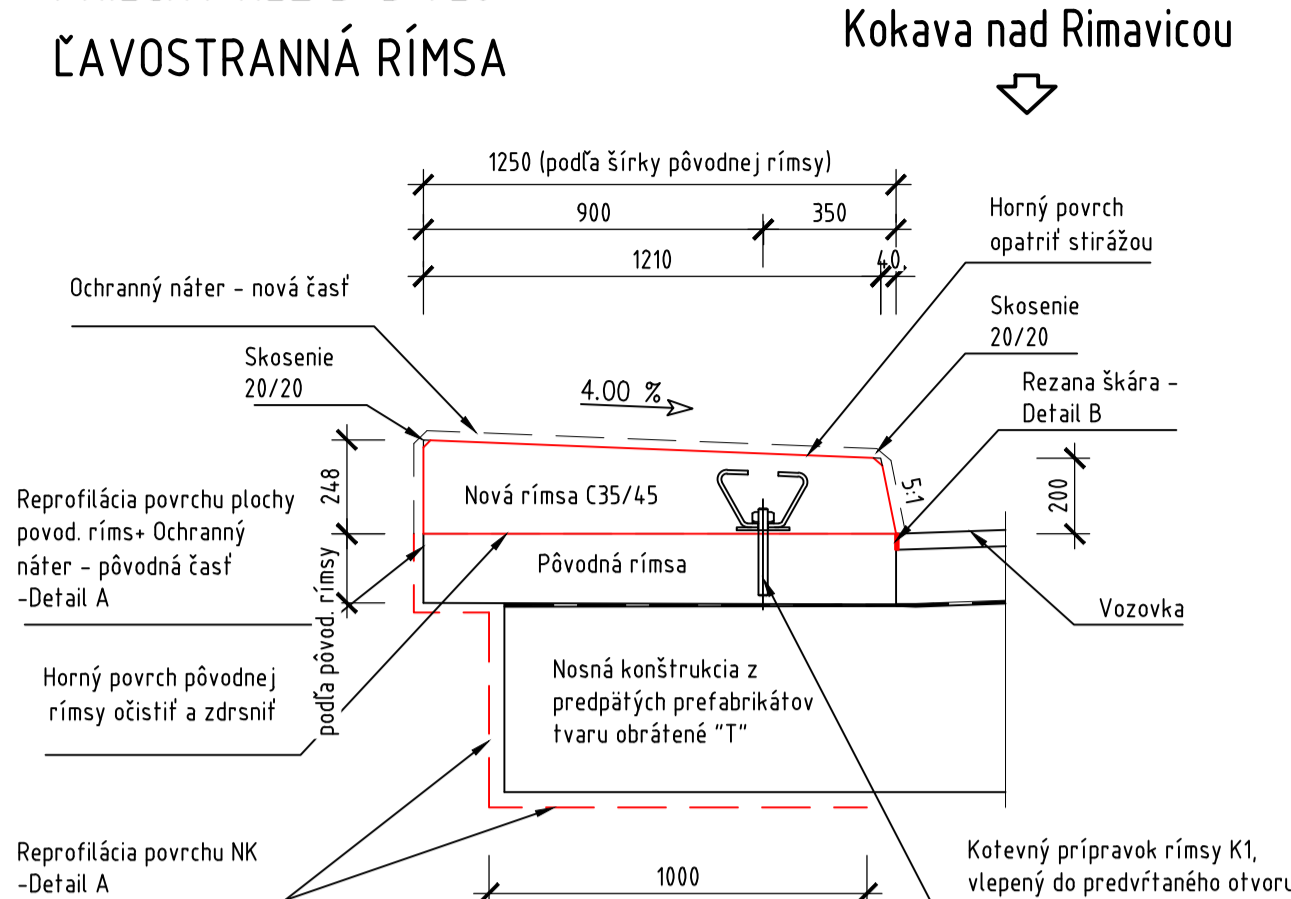 ĽAVOSTRANNÁ RÍMSA
Kokava nad Rimavicou
1250 (podľa šírky pôvodnej rímsy)
900
350
1210
40
Horný povrch
opatriť stirážou
Ochranný náter - nová časť
Skosenie
20/20
Skosenie
20/20
4.00 %
Rezana škára -
Detail B
248
5:1
200
Nová rímsa C35/45
Reprofilácia povrchu plochy
povod. ríms+ Ochranný
náter - pôvodná časť
-Detail A
Pôvodná rímsa
podľa pôvod. rímsy
Vozovka
Horný povrch pôvodnej
rímsy očistiť a zdrsniť
Nosná konštrukcia z
predpätých prefabrikátov
tvaru obrátené "T"
Reprofilácia povrchu NK
-Detail A
1000
Kotevný prípravok rímsy K1,
vlepený do predvŕtaného otvoru